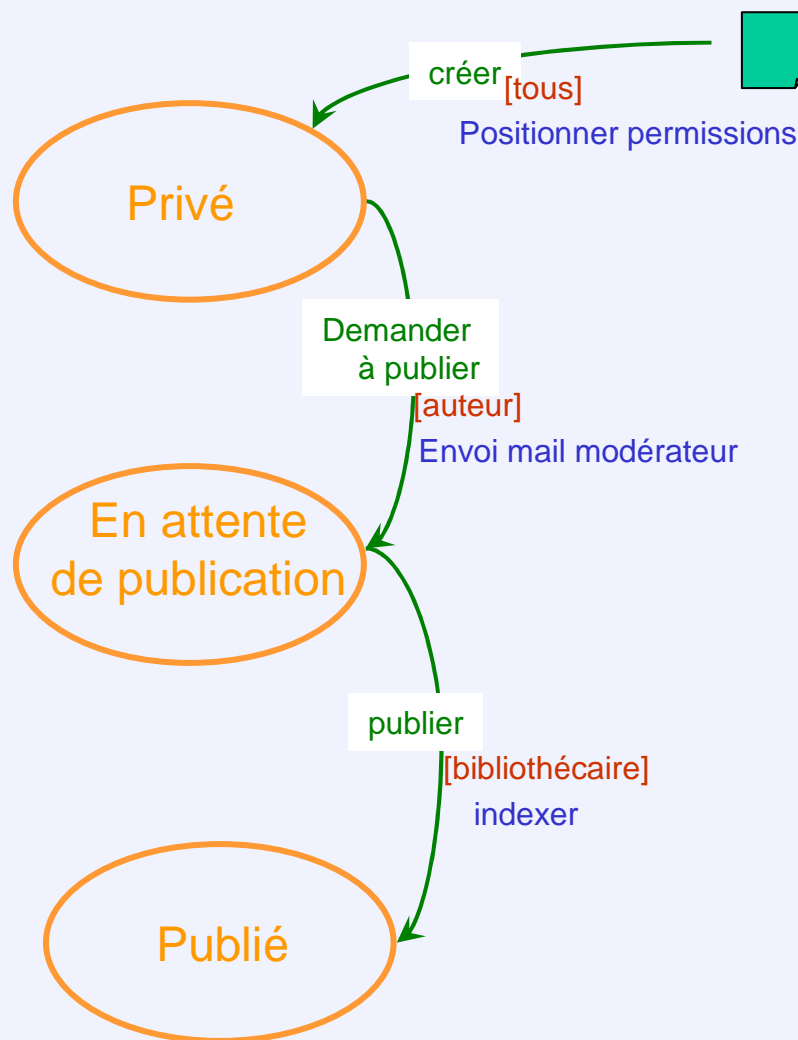 créer
[tous]
Positionner permissions
Privé
Demander
à publier
[auteur]
Envoi mail modérateur
En attente
de publication
publier
[bibliothécaire]
indexer
Publié